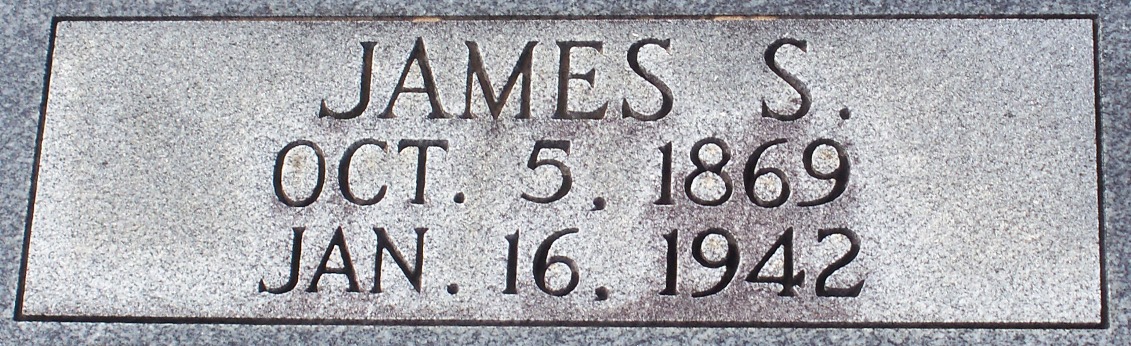 JAMES S.
OCT. 5, 1869
JAN. 16, 1942